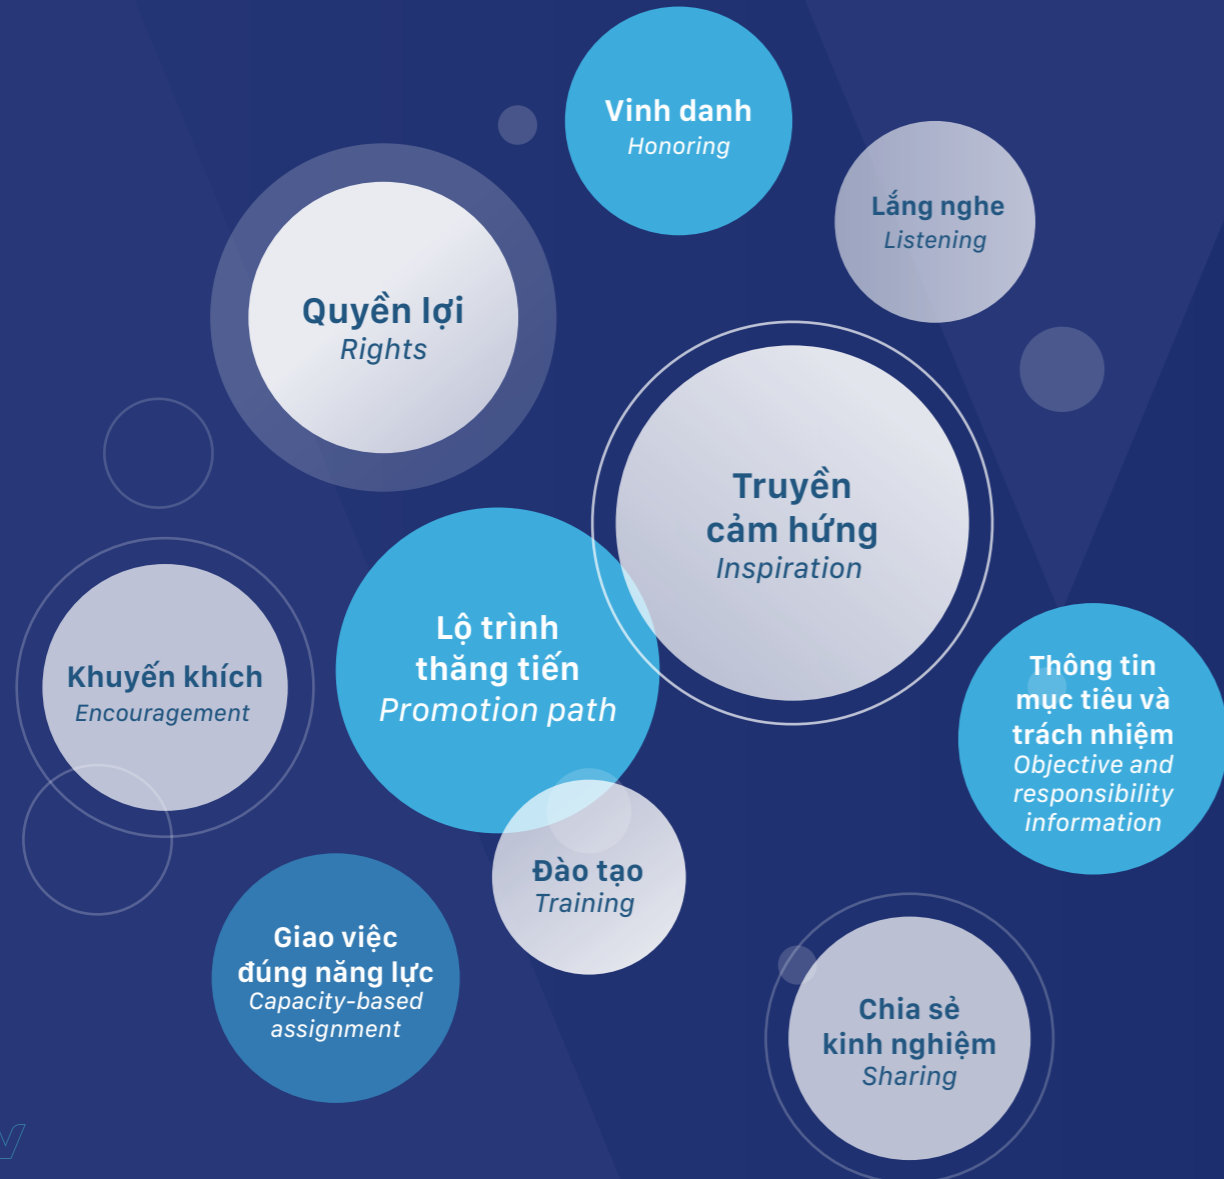 Vinh danh
Honoring
Lắng nghe
Listening
Quyền lợi
Rights
Truyền
cảm hứng
Inspiration
Lộ trình
thăng tiến
Promotion path
Khuyến khích
Encouragement
Thông tin
mục tiêu và
trách nhiệm
Objective and
responsibility
information
Đào tạo
Training
Giao việc
đúng năng lực
Capacity-based
assignment
Chia sẻ
kinh nghiệm
Sharing